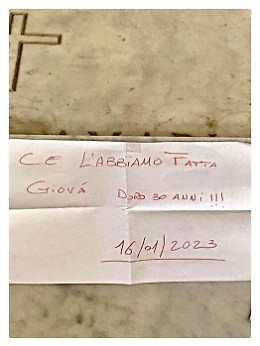 CE L'ABBIAMO FATTA
GIOVÀ DOPO 30 ANNI!!!
16/01/2023